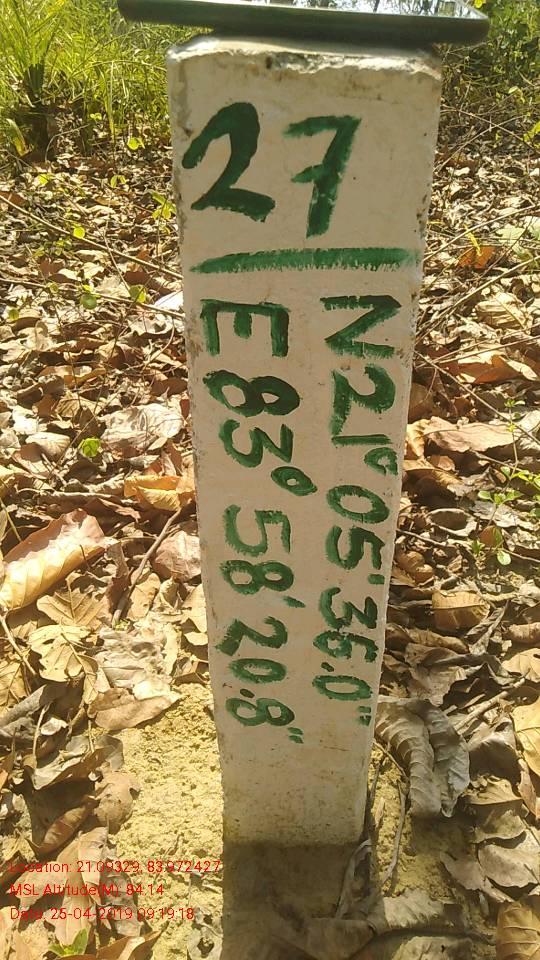 27
N 21° 05' 36.0"
E 83° 58' 20.8"
Location: 21.09329, 83.972427
MSL Altitude(M): 84.14
Date: 25-04-2019 09:19:18